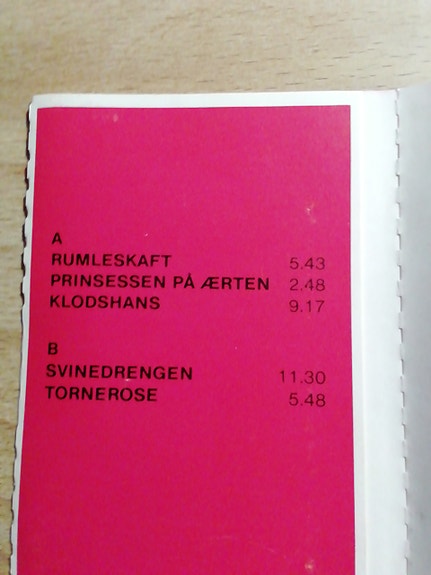 A
RUMLESKAFT 5.43
PRINSESSEN PÅ ÆRTEN 2.48
KLODSHANS 9.17
B
SVINEDRENGEN 11.30
TORNEROSE 5.48